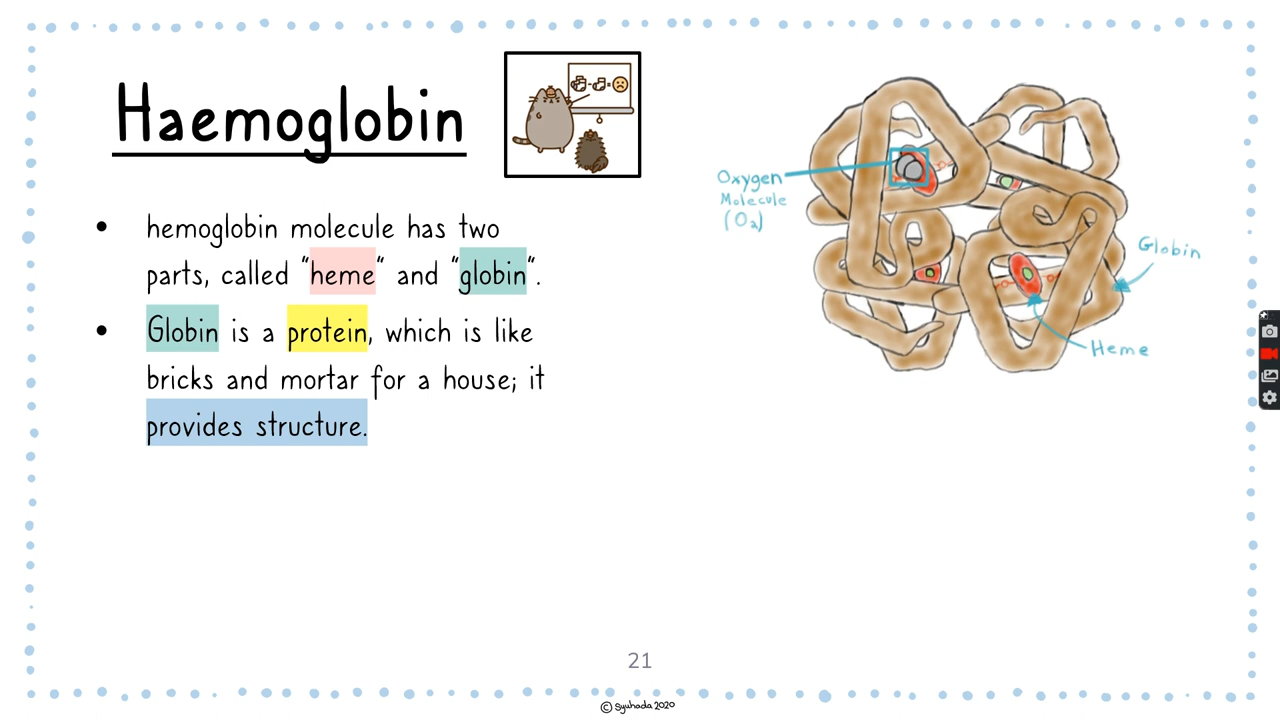 Haemoglobin
• hemoglobin molecule has two
parts, called "heme" and "globin".
• Globin is a protein, which is like
bricks and mortar for a house; it
provides structure.
Oxygen
Molecule
(O₂)
Globin
Heme
21
© Syuhada 2020